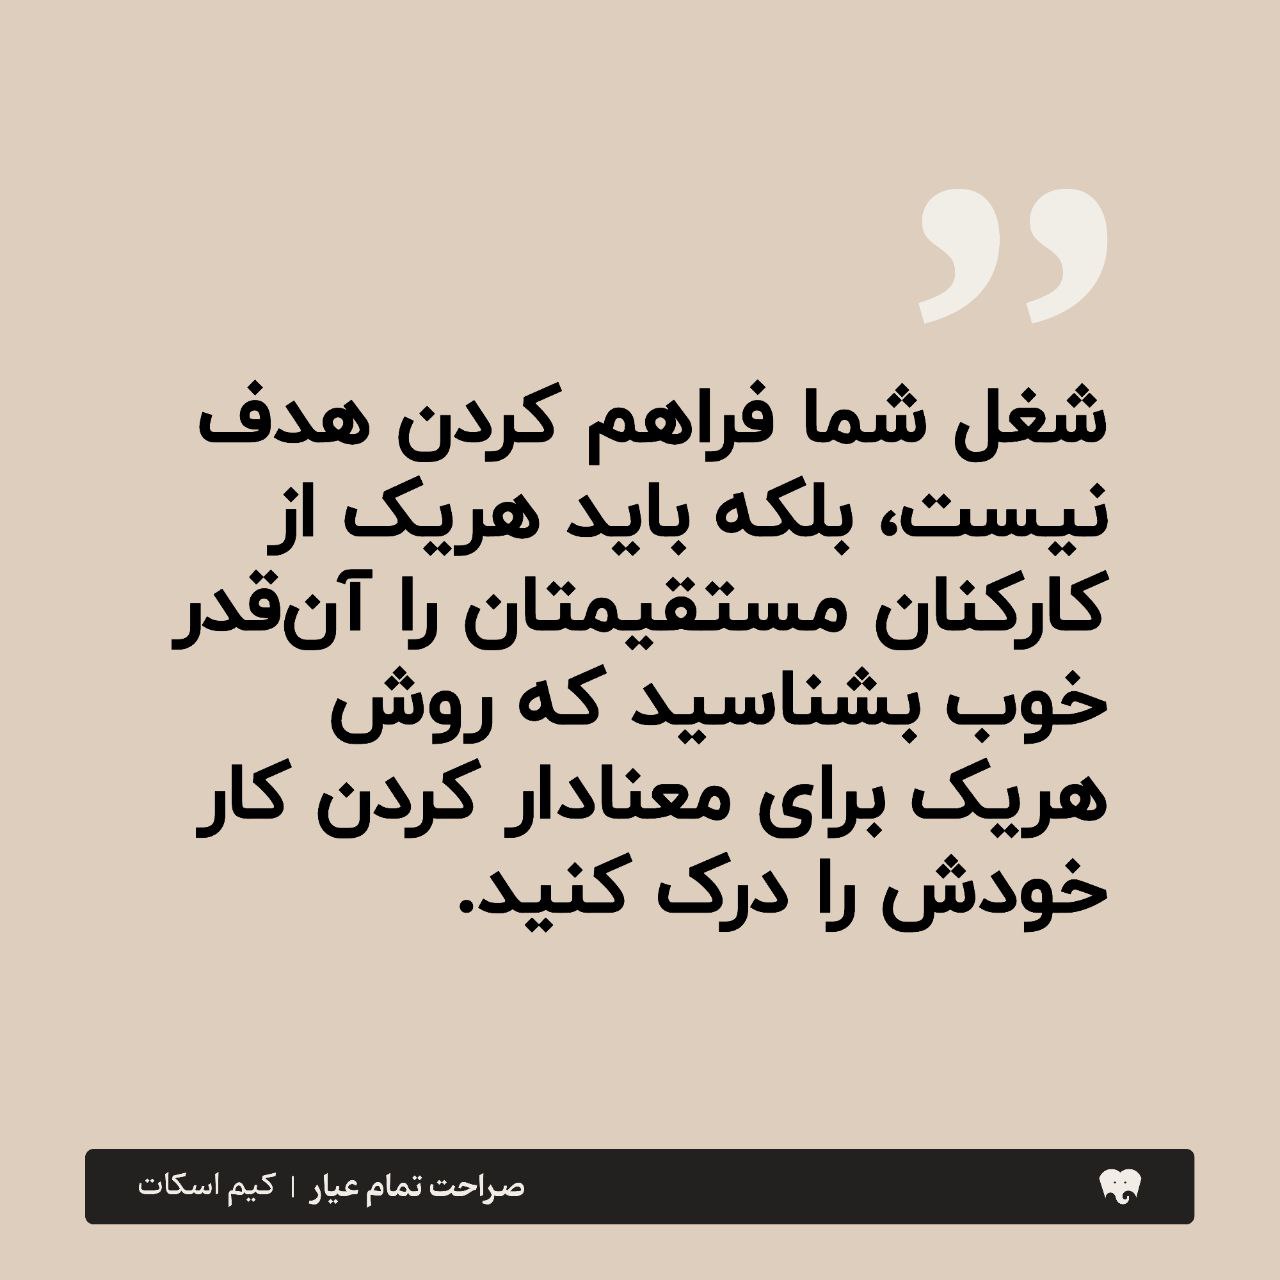 شغل شما فراهم کردن هدف
نیست، بلکه باید هریک از
کارکنان مستقیمتان را آن‌قدر
خوب بشناسید که روش
هریک برای معنادار کردن کار
خودش را درک کنید.
صراحت تمام عیار | کیم اسکات